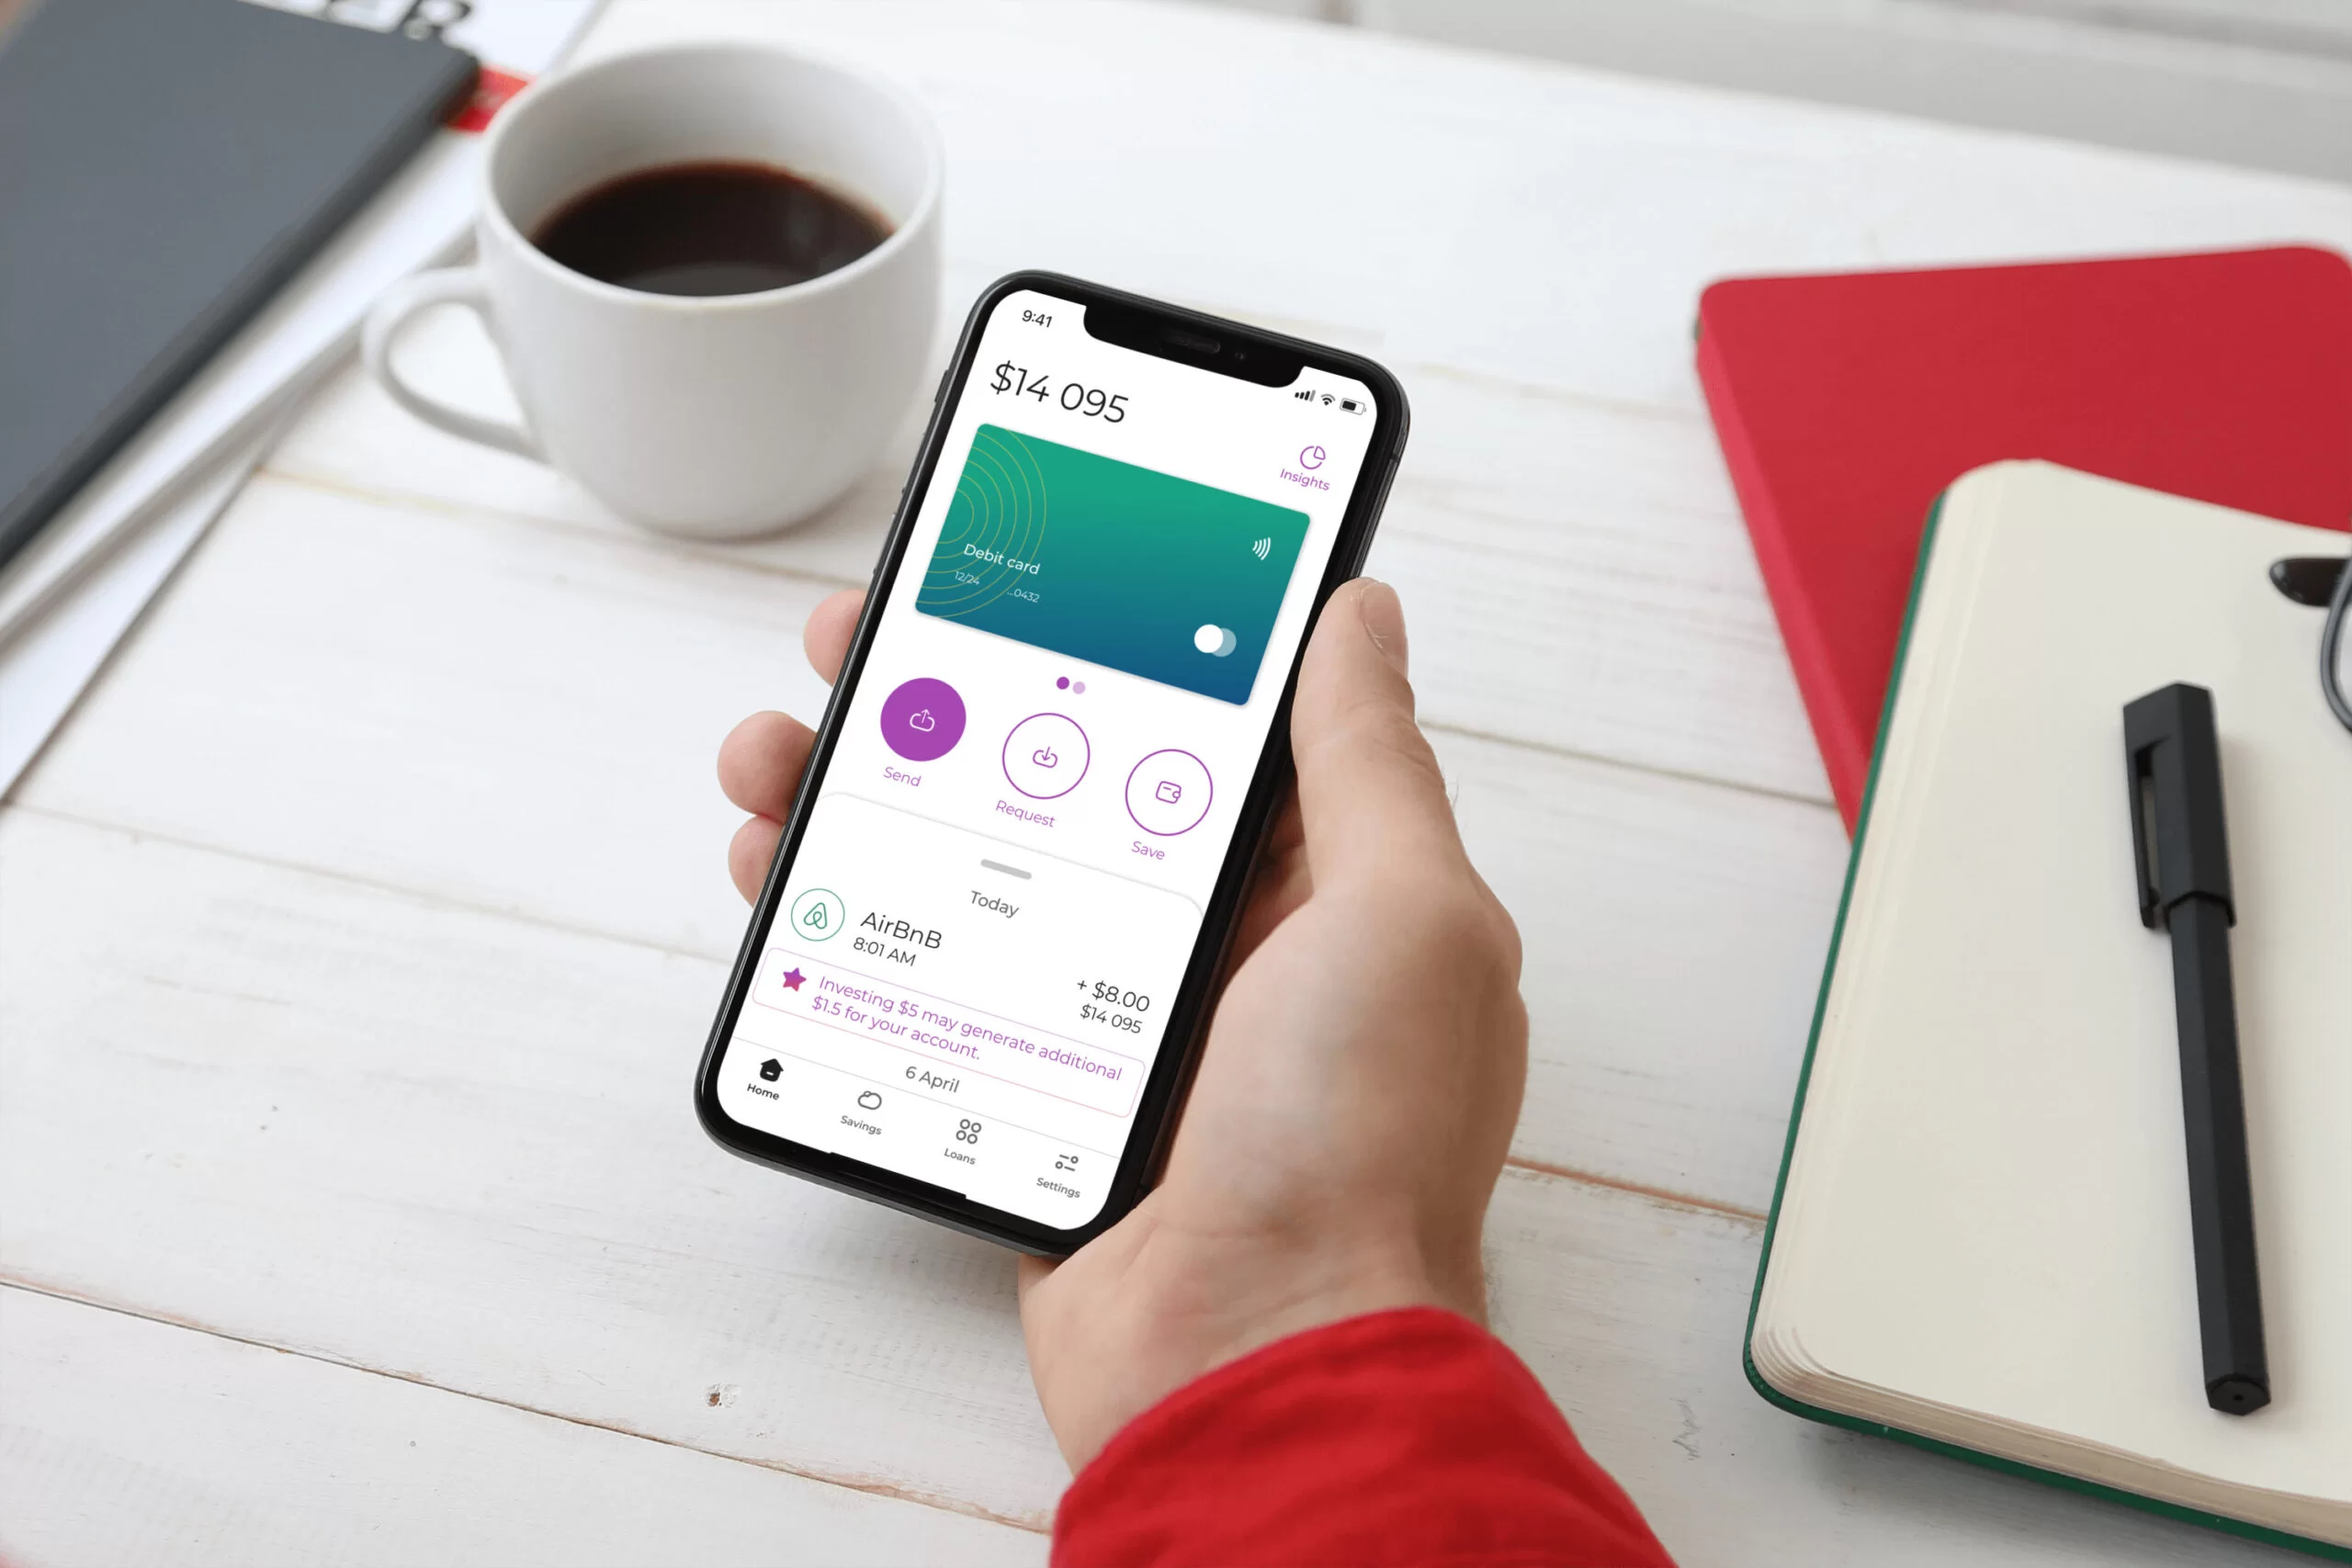 9:41
$14 095
Insights
Debit card
12/24
...0432
Send
Request
Save
Today
AirBnB
8:01 AM
+ $8.00
$14 095
Investing $5 may generate additional
$1.5 for your account.
6 April
Home
Savings
Loans
Settings